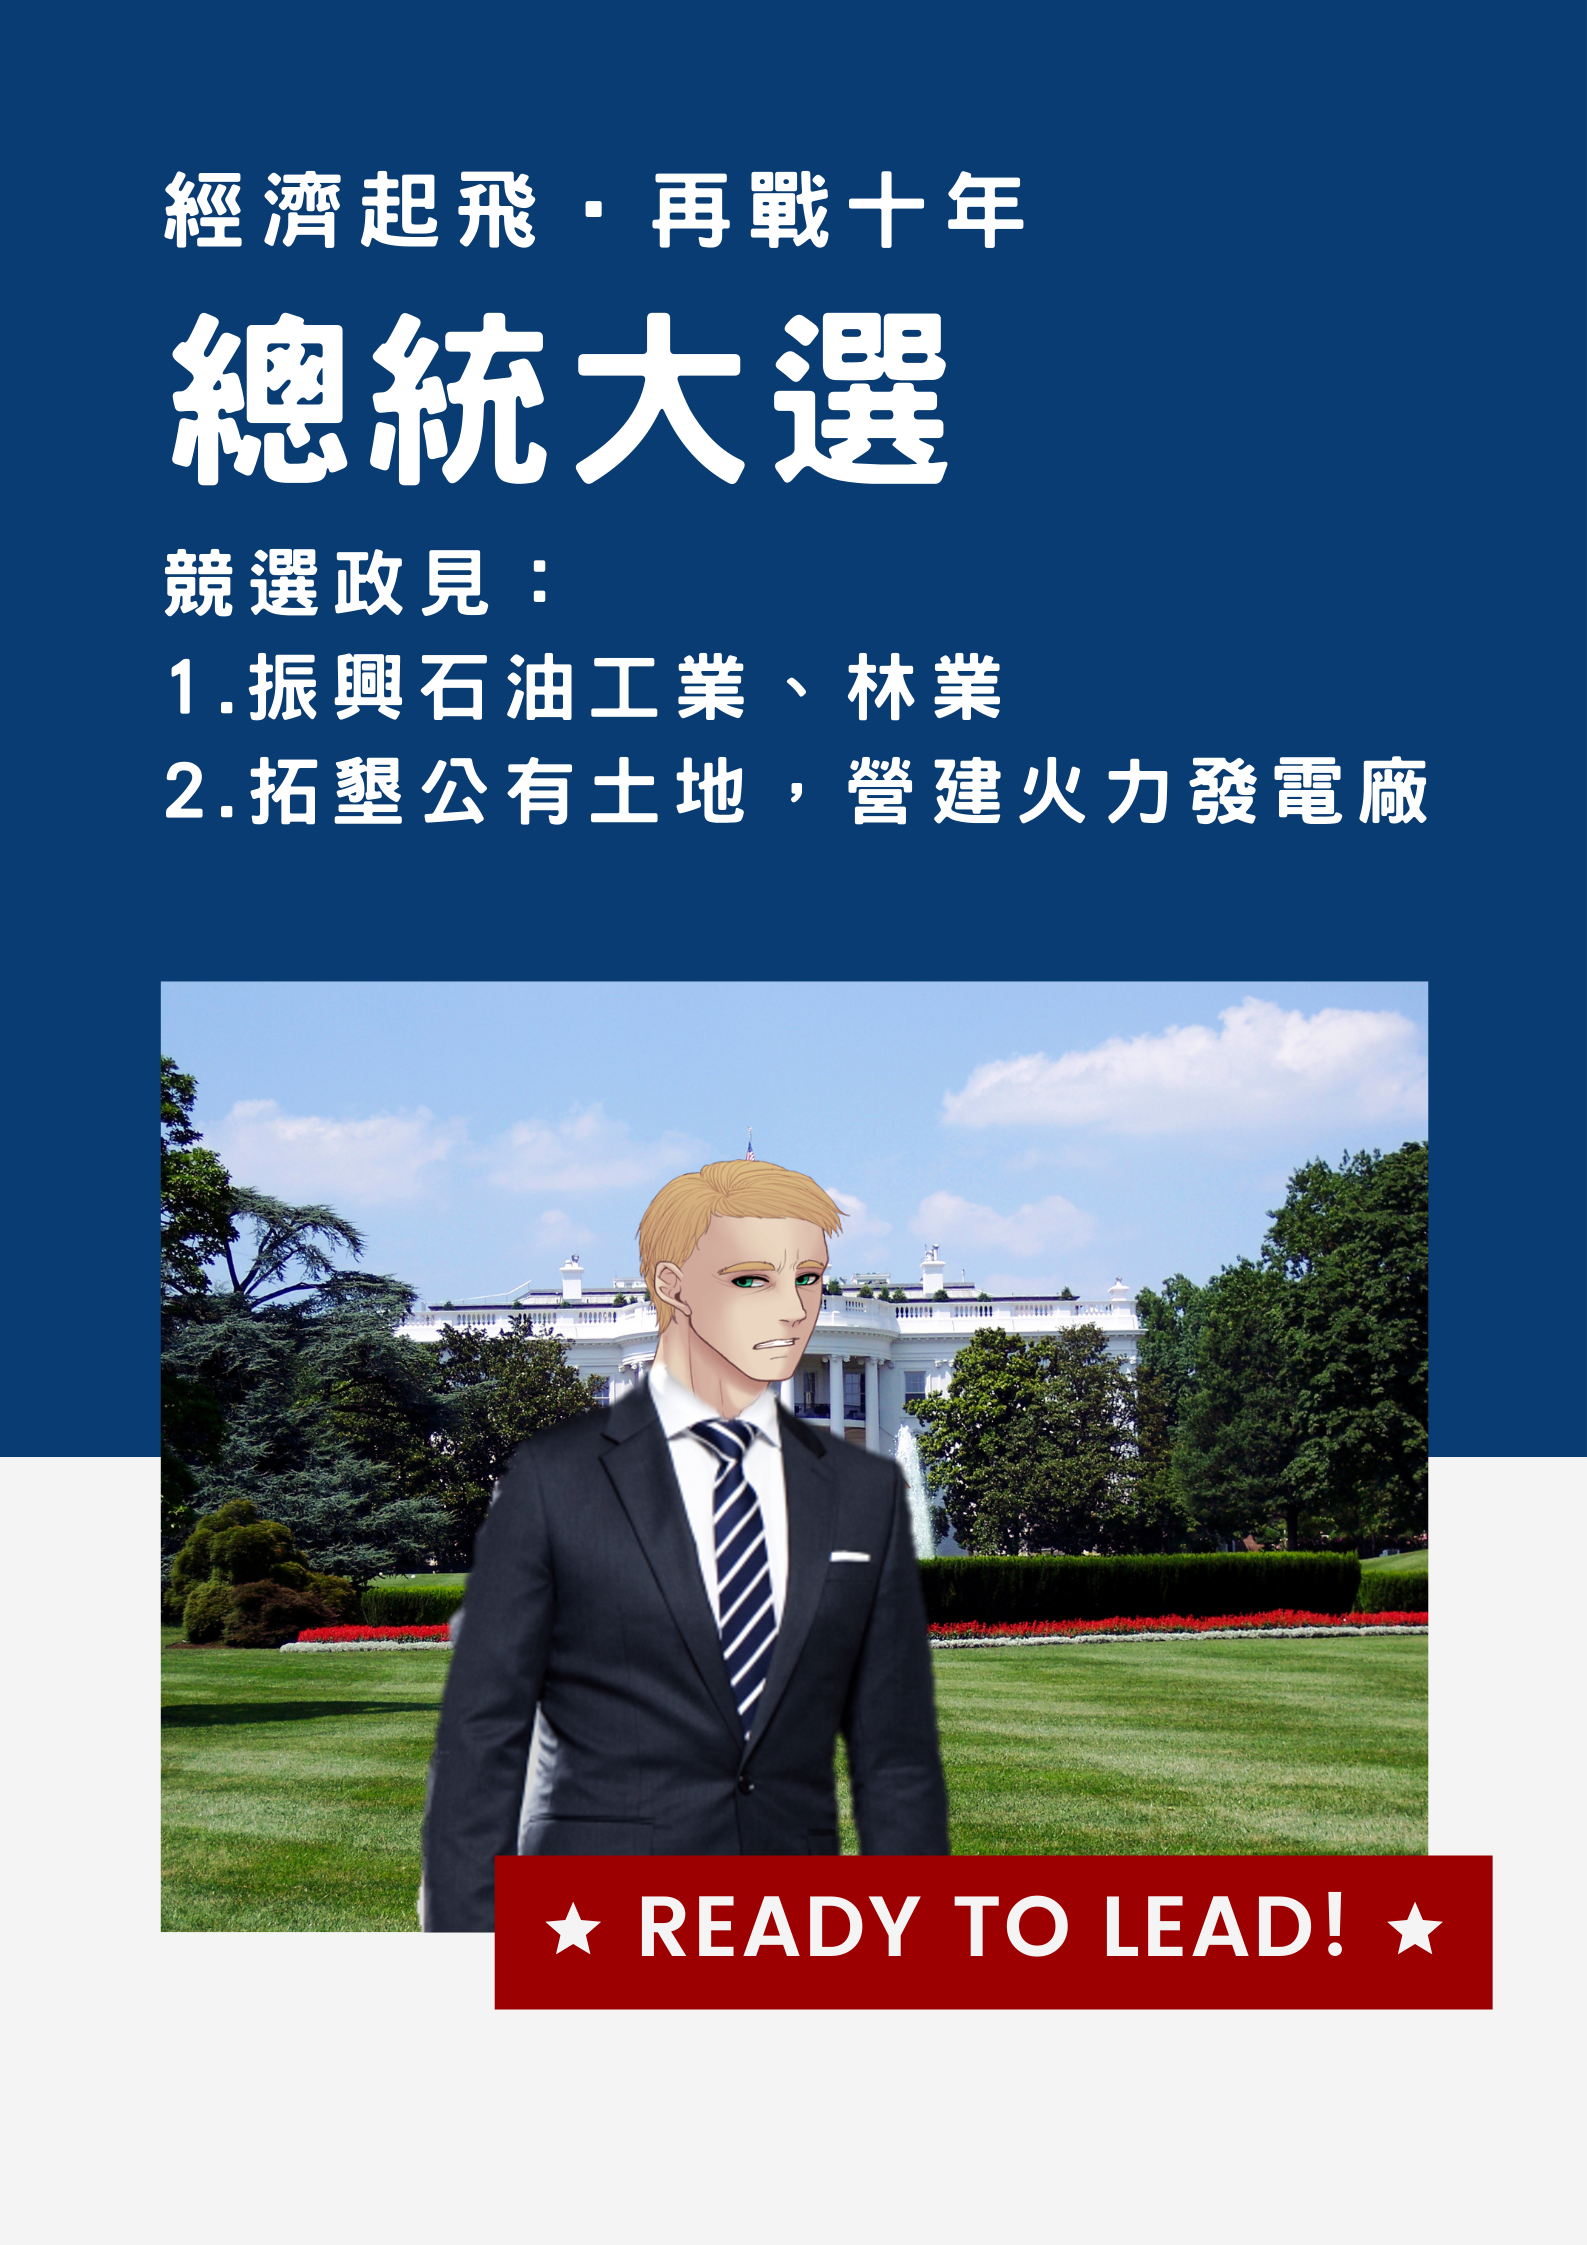 經濟起飛·再戰十年
總統大選
競選政見：
1.振興石油工業、林業
2.拓墾公有土地，營建火力發電廠
★ READY TO LEAD! ★